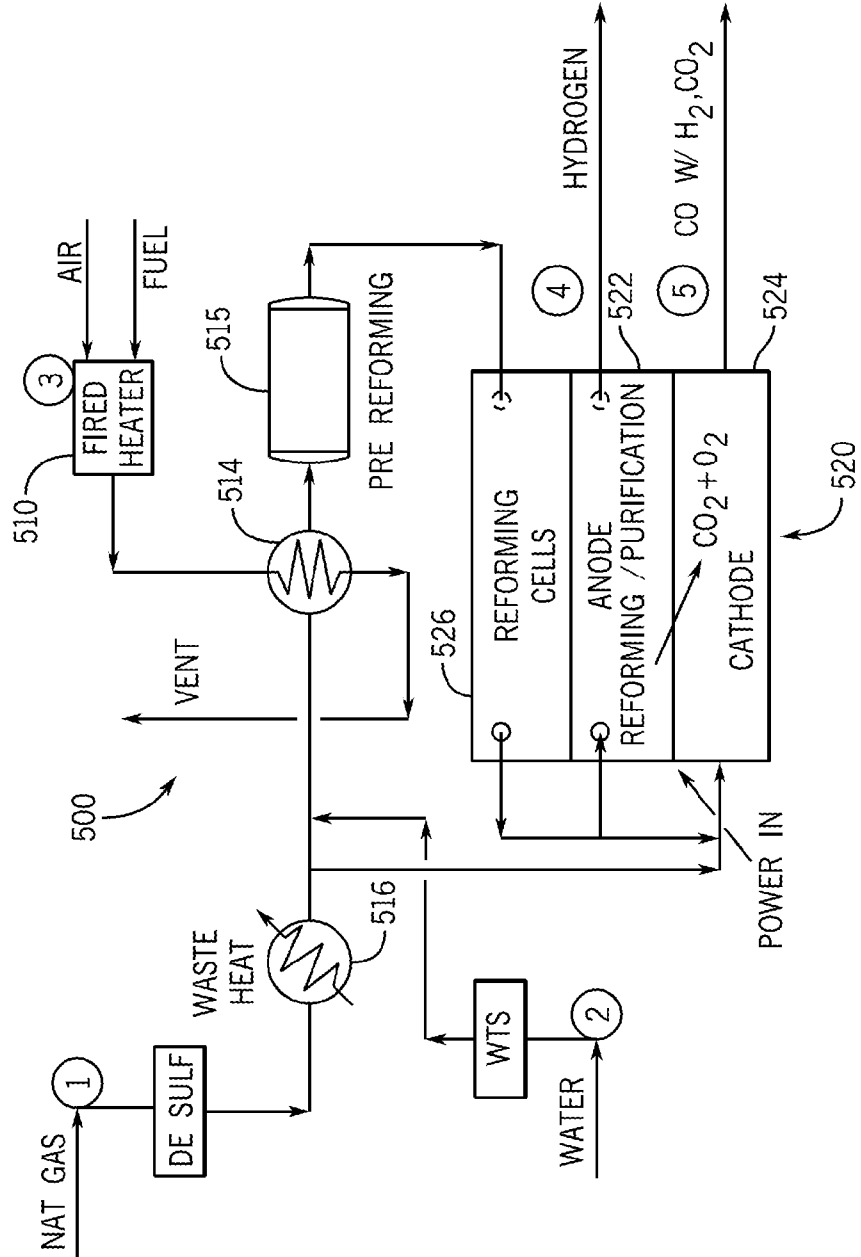 NAT GAS
1
DE SULF
WASTE
HEAT
516
WATER
2
WTS
500
VENT
510
FIRED
HEATER
3
AIR
FUEL
514
515
PRE REFORMING
526
REFORMING
CELLS
ANODE
REFORMING/PURIFICATION
CO2+O2
CATHODE
POWER IN
520
4
HYDROGEN
522
5
CO W/ H2,CO2
524